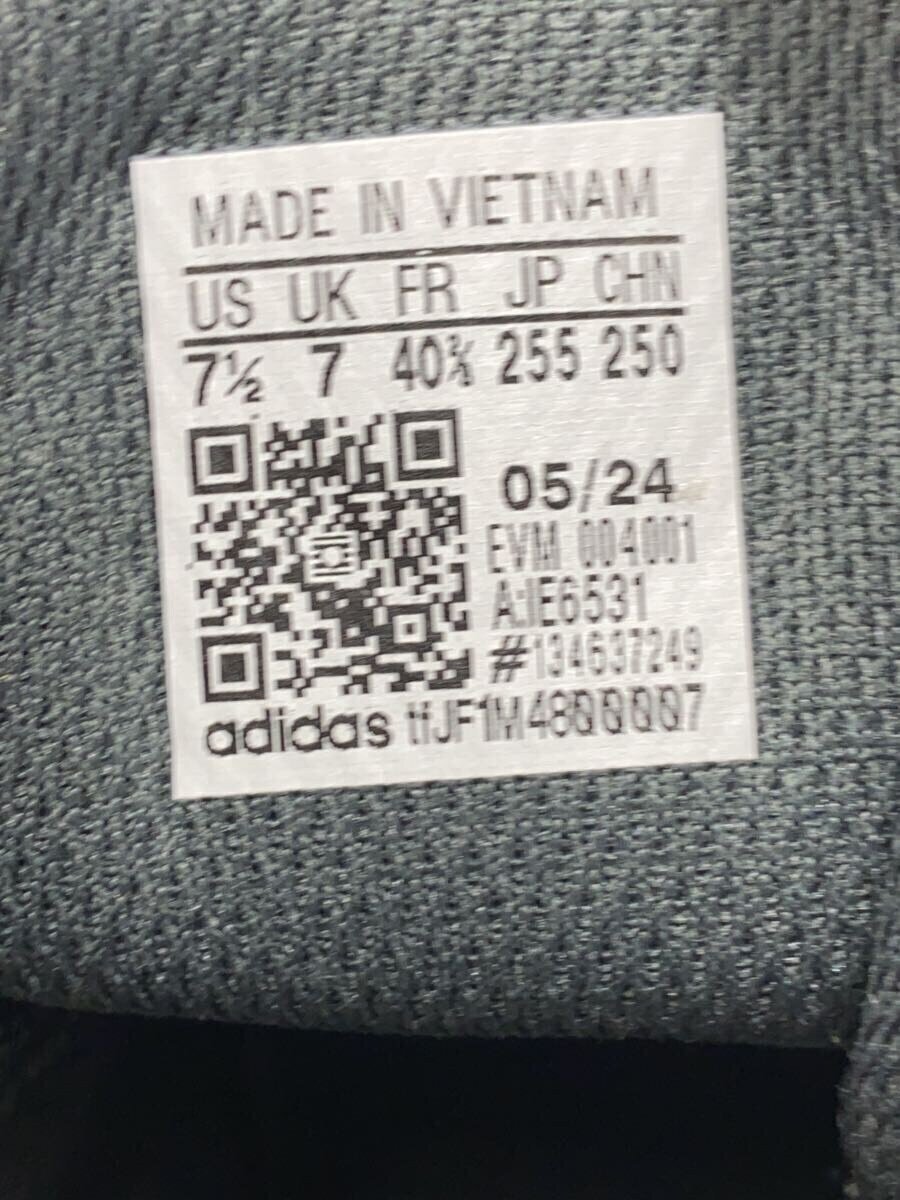 MADE IN VIETNAM
US UK FR JP CHN
7½ 7 40⅔ 255 250
05/24
EVM 004001
A:IE6531
#134637249
adidas tfJF1M4800007